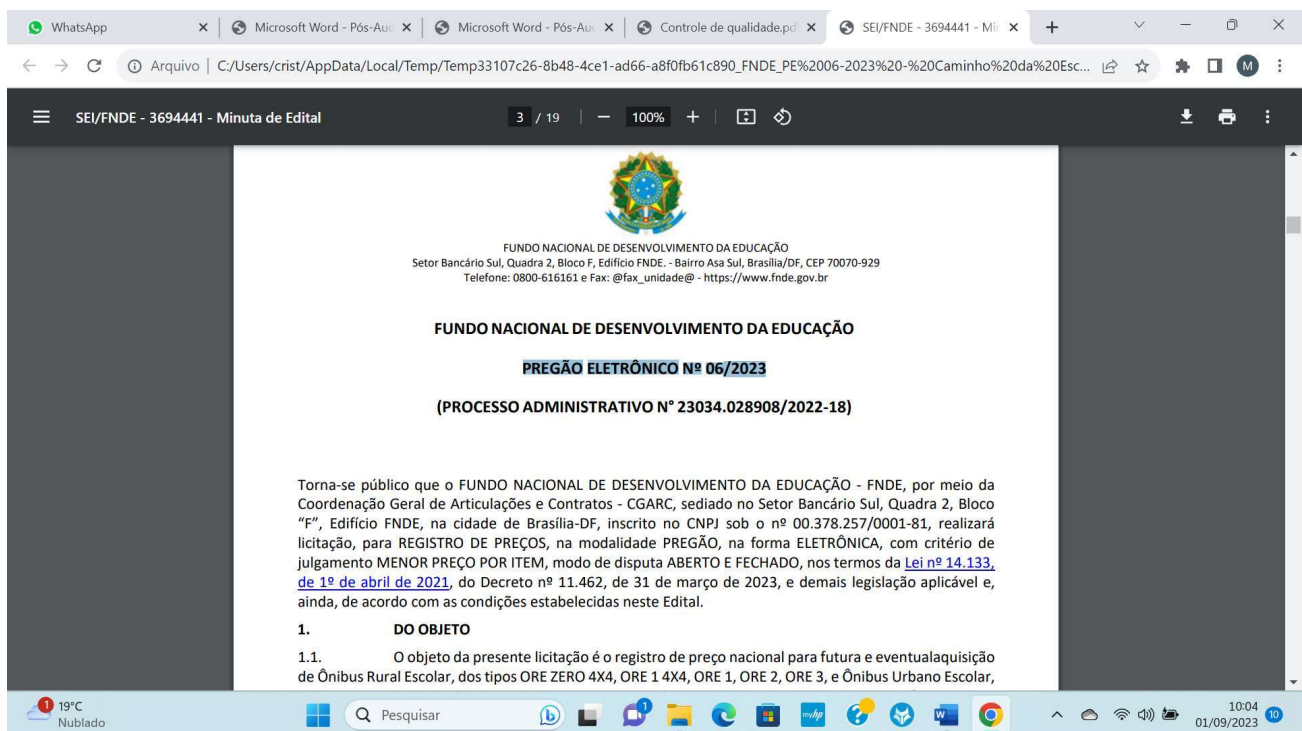 WhatsApp
Microsoft Word - Pós-Aud
Microsoft Word - Pós-Aud
Controle de qualidade.pd
SEI/FNDE - 3694441 - Min
Arquivo | C:/Users/crist/AppData/Local/Temp/Temp33107c26-8b48-4ce1-ad66-a8f0fb61c890_FNDE_PE%2006-2023%20-%20Caminho%20da%20Esc...
M
SEI/FNDE - 3694441 - Minuta de Edital
3 / 19
100%
FUNDO NACIONAL DE DESENVOLVIMENTO DA EDUCAÇÃO
Setor Bancário Sul, Quadra 2, Bloco F, Edifício FNDE. - Bairro Asa Sul, Brasília/DF, CEP 70070-929
Telefone: 0800-616161 e Fax: @fax_unidade@ - https://www.fnde.gov.br
FUNDO NACIONAL DE DESENVOLVIMENTO DA EDUCAÇÃO
PREGÃO ELETRÔNICO Nº 06/2023
(PROCESSO ADMINISTRATIVO N° 23034.028908/2022-18)
Torna-se público que o FUNDO NACIONAL DE DESENVOLVIMENTO DA EDUCAÇÃO - FNDE, por meio da
Coordenação Geral de Articulações e Contratos - CGARC, sediado no Setor Bancário Sul, Quadra 2, Bloco
“F”, Edifício FNDE, na cidade de Brasília-DF, inscrito no CNPJ sob o nº 00.378.257/0001-81, realizará
licitação, para REGISTRO DE PREÇOS, na modalidade PREGÃO, na forma ELETRÔNICA, com critério de
julgamento MENOR PREÇO POR ITEM, modo de disputa ABERTO E FECHADO, nos termos da Lei nº 14.133,
de 1º de abril de 2021, do Decreto nº 11.462, de 31 de março de 2023, e demais legislação aplicável e,
ainda, de acordo com as condições estabelecidas neste Edital.
1. DO OBJETO
1.1. O objeto da presente licitação é o registro de preço nacional para futura e eventualaquisição
de Ônibus Rural Escolar, dos tipos ORE ZERO 4X4, ORE 1 4X4, ORE 1, ORE 2, ORE 3, e Ônibus Urbano Escolar,
1
19°C
Nublado
Pesquisar
1
myhp
10:04
01/09/2023
10